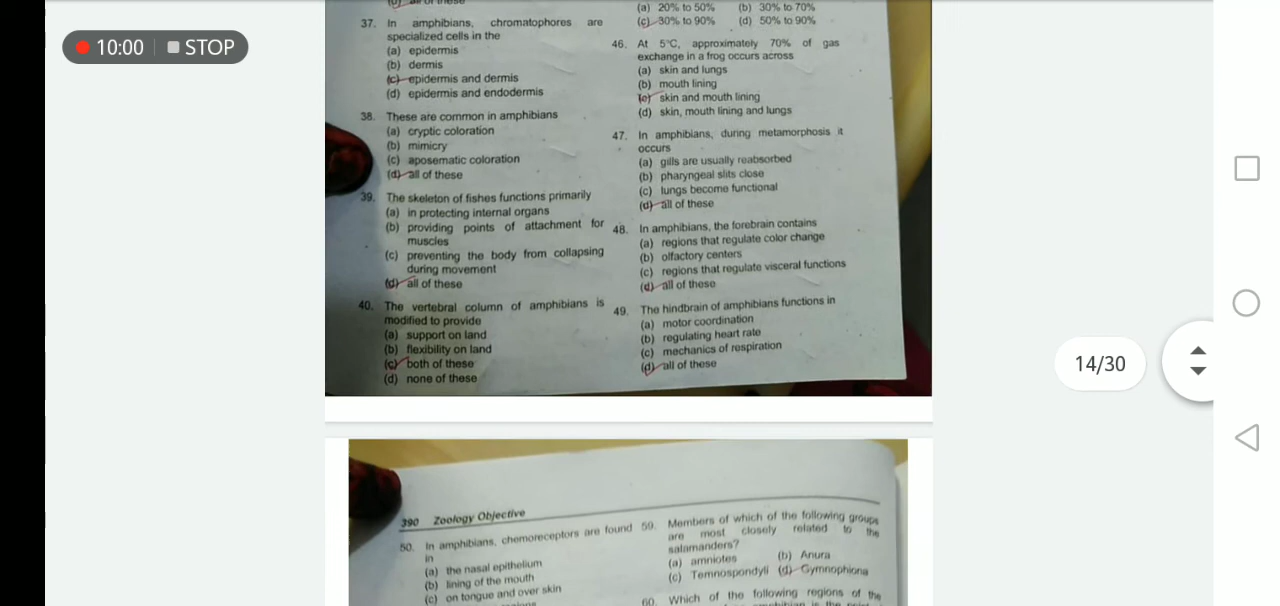 10:00 STOP
(d) all of these
37. In amphibians, chromatophores are
specialized cells in the
(a) epidermis
(b) dermis
(c) epidermis and dermis
(d) epidermis and endodermis
38. These are common in amphibians
(a) cryptic coloration
(b) mimicry
(c) aposematic coloration
(d) all of these
39. The skeleton of fishes functions primarily
(a) in protecting internal organs
(b) providing points of attachment for
muscles
(c) preventing the body from collapsing
during movement
(d) all of these
40. The vertebral column of amphibians is
modified to provide
(a) support on land
(b) flexibility on land
(c) both of these
(d) none of these
(a) 20% to 50% (b) 30% to 70%
(c) 30% to 90% (d) 50% to 90%
46. At 5°C, approximately 70% of gas
exchange in a frog occurs across
(a) skin and lungs
(b) mouth lining
(c) skin and mouth lining
(d) skin, mouth lining and lungs
47. In amphibians, during metamorphosis it
occurs
(a) gills are usually reabsorbed
(b) pharyngeal slits close
(c) lungs become functional
(d) all of these
48. In amphibians, the forebrain contains
(a) regions that regulate color change
(b) olfactory centers
(c) regions that regulate visceral functions
(d) all of these
49. The hindbrain of amphibians functions in
(a) motor coordination
(b) regulating heart rate
(c) mechanics of respiration
(d) all of these
14/30
390 Zoology Objective
50. In amphibians, chemoreceptors are found
in
(a) the nasal epithelium
(b) lining of the mouth
(c) on tongue and over skin
59. Members of which of the following groups
are most closely related to the
salamanders?
(a) amniotes (b) Anura
(c) Temnospondyli (d) Gymnophiona
60. Which of the following regions of the